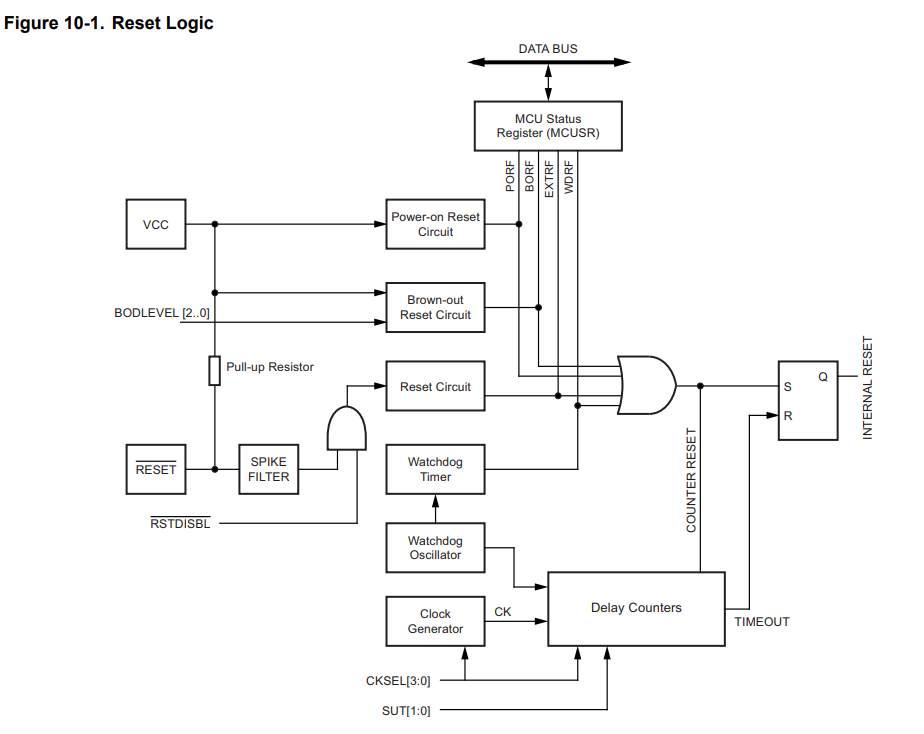 Figure 10-1. Reset Logic
DATA BUS
MCU Status
Register (MCUSR)
PORF
BORF
EXTRF
WDRF
VCC
Power-on Reset
Circuit
BODLEVEL [2..0]
Brown-out
Reset Circuit
Pull-up Resistor
Reset Circuit
S
Q
R
INTERNAL RESET
RESET
SPIKE
FILTER
Watchdog
Timer
COUNTER RESET
RSTDISBL
Watchdog
Oscillator
Clock
Generator
CK
Delay Counters
TIMEOUT
CKSEL[3:0]
SUT[1:0]